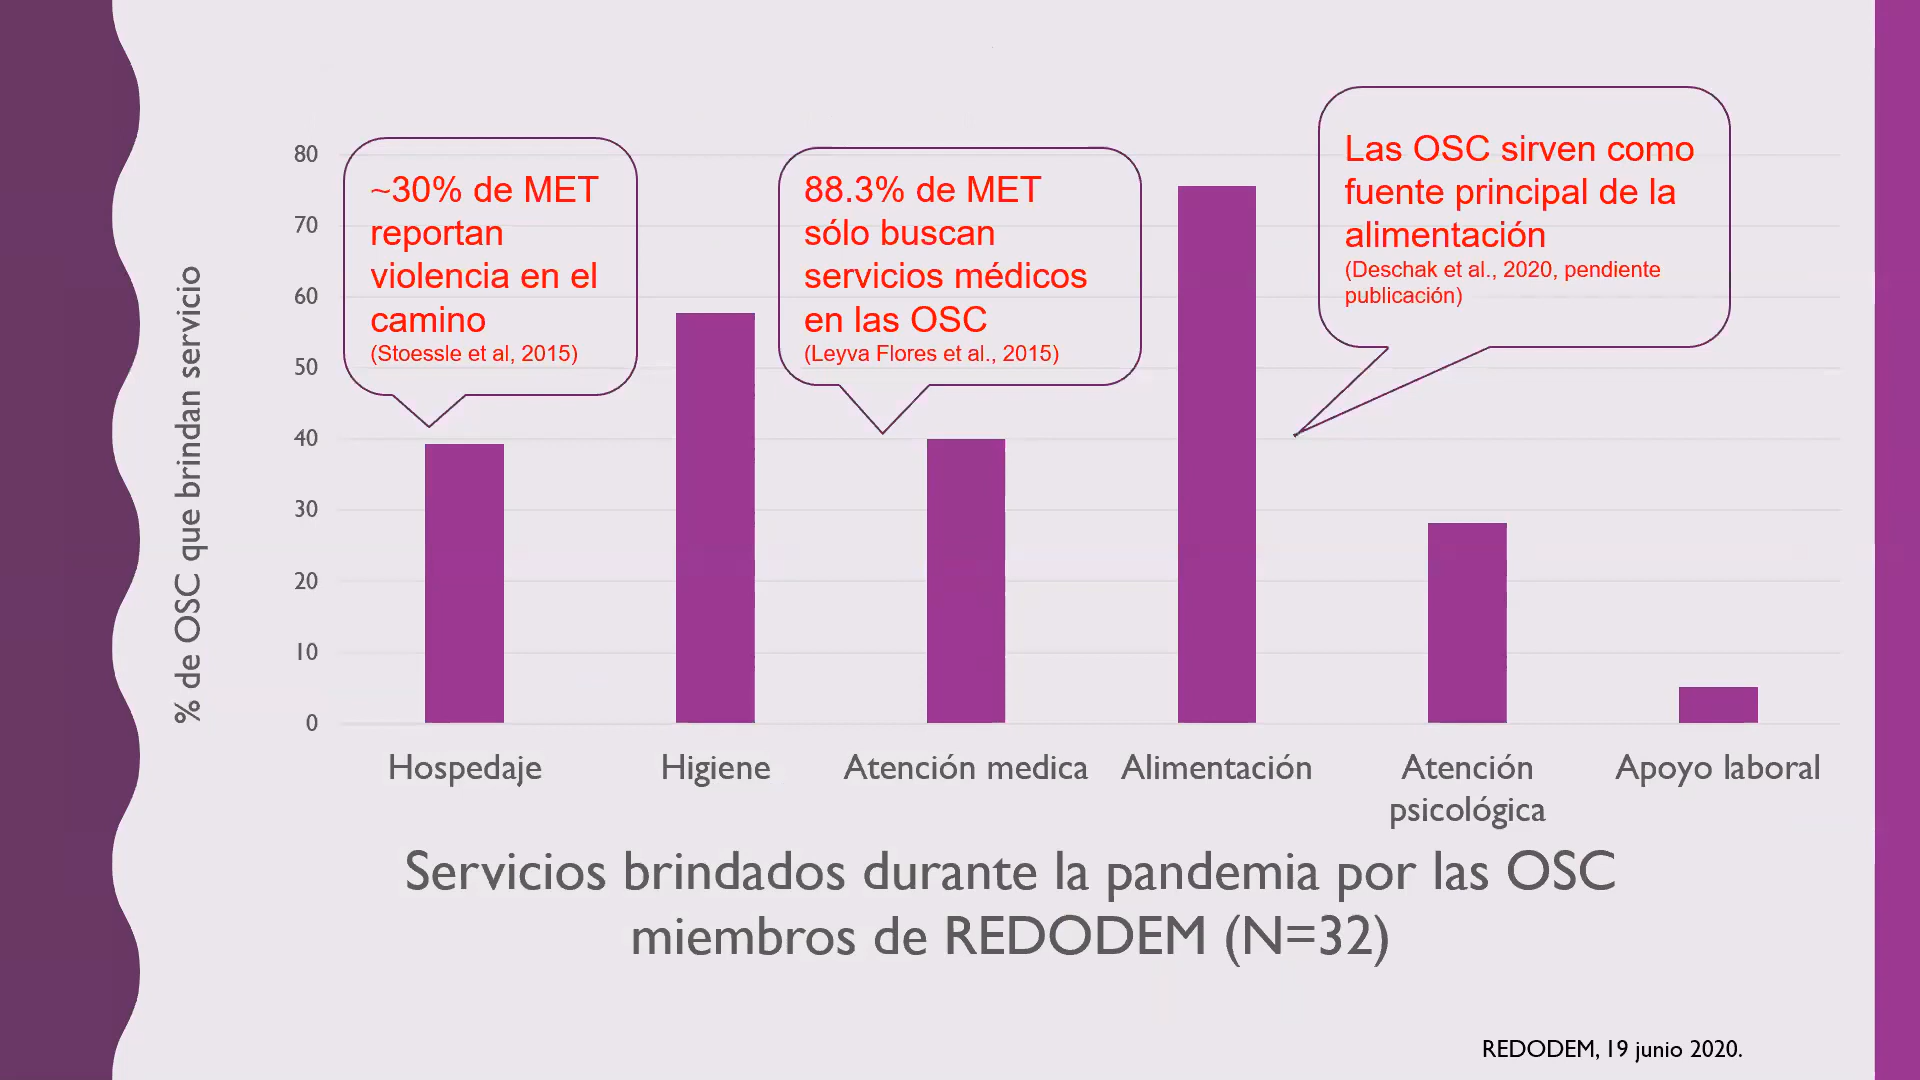 ~30% de MET
reportan
violencia en el
camino
(Stoessle et al, 2015)
88.3% de MET
sólo buscan
servicios médicos
en las OSC
(Leyva Flores et al., 2015)
Las OSC sirven como
fuente principal de la
alimentación
(Deschak et al., 2020, pendiente
publicación)
% de OSC que brindan servicio
80
70
60
50
40
30
20
10
0
Hospedaje
Higiene
Atención medica
Alimentación
Atención
psicológica
Apoyo laboral
Servicios brindados durante la pandemia por las OSC
miembros de REDODEM (N=32)
REDODEM, 19 junio 2020.